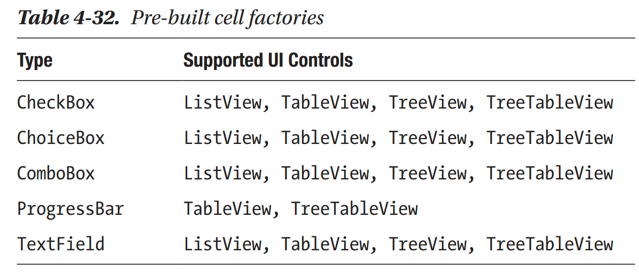 Table 4-32. Pre-built cell factories
Type Supported UI Controls
CheckBox ListView, TableView, TreeView, TreeTableView
ChoiceBox ListView, TableView, TreeView, TreeTableView
ComboBox ListView, TableView, TreeView, TreeTableView
ProgressBar TableView, TreeTableView
TextField ListView, TableView, TreeView, TreeTableView